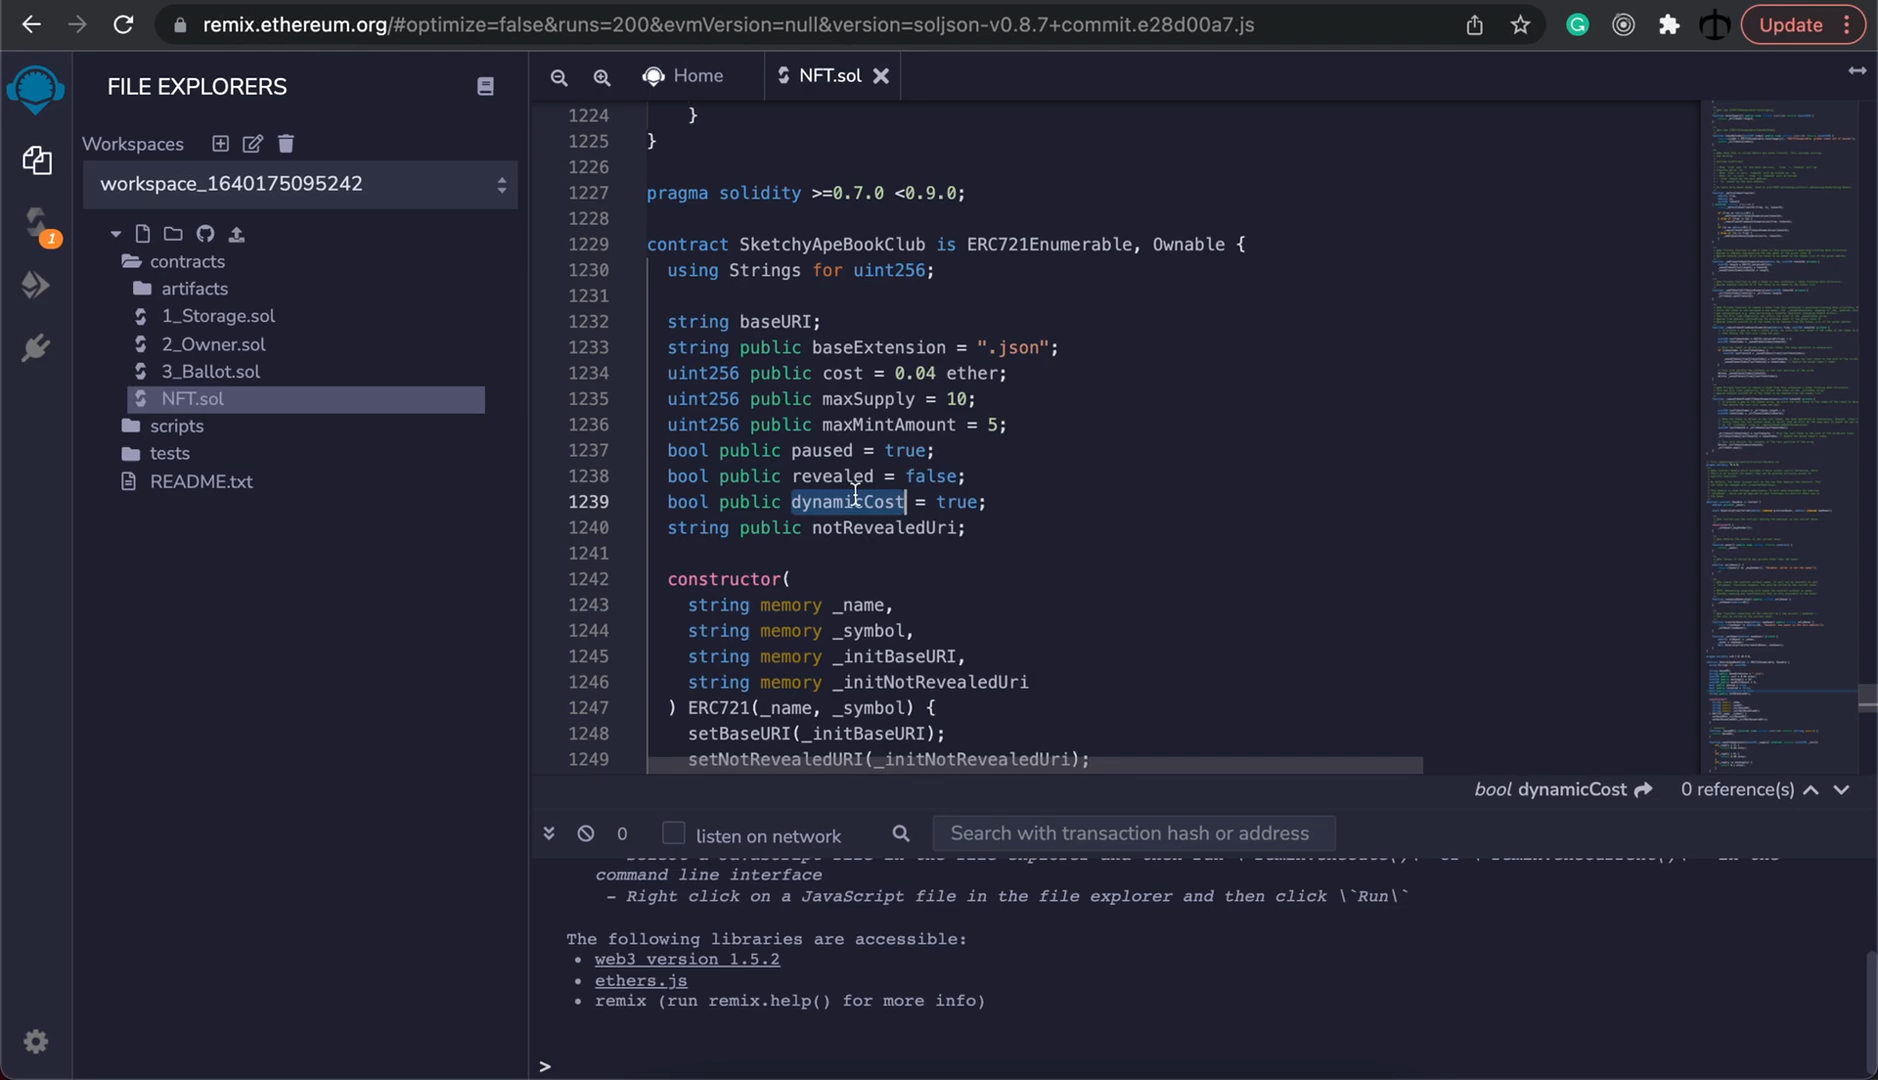 remix.ethereum.org/#optimize=false&runs=200&evmVersion=null&version=soljson-v0.8.7+commit.e28d00a7.js
Update
FILE EXPLORERS
Home
NFT.sol
Workspaces
workspace_1640175095242
1
contracts
artifacts
1_Storage.sol
2_Owner.sol
3_Ballot.sol
NFT.sol
scripts
tests
README.txt
1224 }
1225 }
1226
1227 pragma solidity >=0.7.0 <0.9.0;
1228
1229 contract SketchyApeBookClub is ERC721Enumerable, Ownable {
1230 using Strings for uint256;
1231
1232 string baseURI;
1233 string public baseExtension = ".json";
1234 uint256 public cost = 0.04 ether;
1235 uint256 public maxSupply = 10;
1236 uint256 public maxMintAmount = 5;
1237 bool public paused = true;
1238 bool public revealed = false;
1239 bool public dynamicCost = true;
1240 string public notRevealedUri;
1241
1242 constructor(
1243 string memory _name,
1244 string memory _symbol,
1245 string memory _initBaseURI,
1246 string memory _initNotRevealedUri
1247 ) ERC721(_name, _symbol) {
1248 setBaseURI(_initBaseURI);
1249 setNotRevealedURI(_initNotRevealedUri);
bool dynamicCost 0 reference(s)
0 listen on network Search with transaction hash or address
command line interface
- Right click on a JavaScript file in the file explorer and then click \`Run\`
The following libraries are accessible:
• web3 version 1.5.2
• ethers.js
• remix (run remix.help() for more info)
>